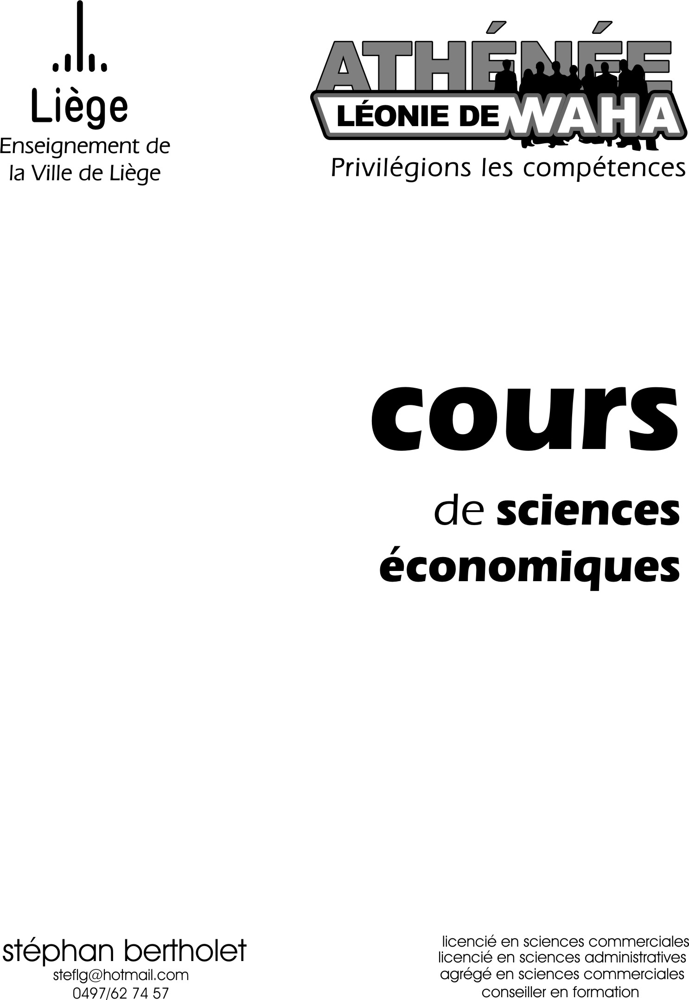 Liège
Enseignement de
la Ville de Liège
ATHÉNÉE
LÉONIE DE WAHA
Privilégions les compétences
cours
de sciences
économiques
stéphan bertholet
steflg@hotmail.com
0497/62 74 57
licencié en sciences commerciales
licencié en sciences administratives
agrégé en sciences commerciales
conseiller en formation